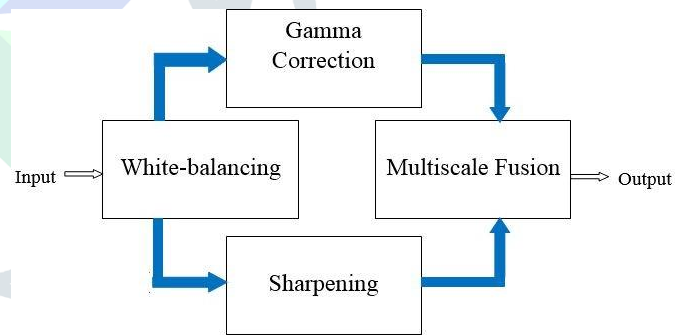 Gamma
Correction
Input
White-balancing
Multiscale Fusion
Output
Sharpening